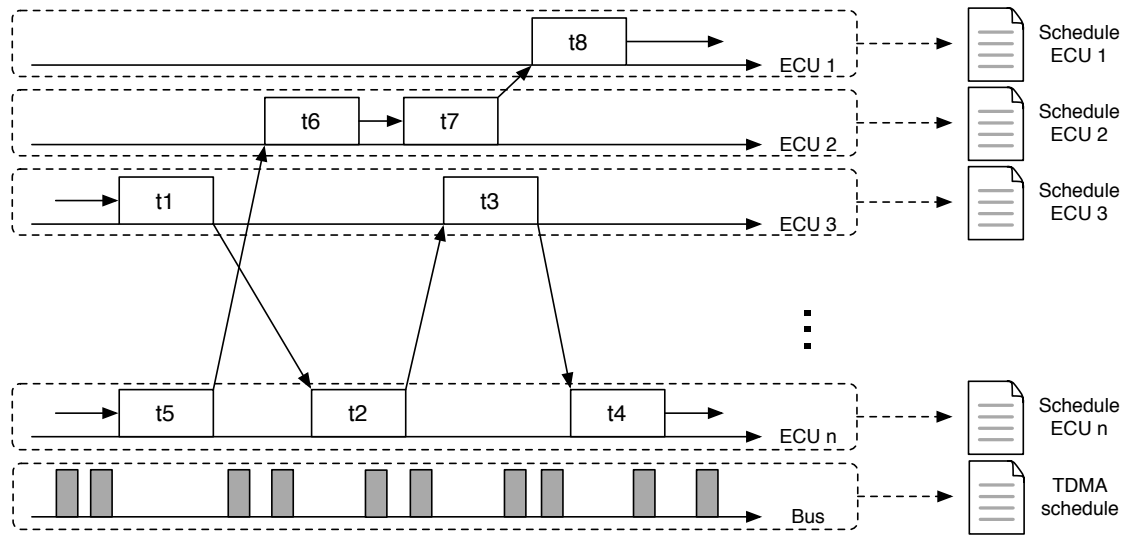 t8
ECU 1
Schedule
ECU 1
t6
t7
ECU 2
Schedule
ECU 2
t1
t3
ECU 3
Schedule
ECU 3
t5
t2
t4
ECU n
Schedule
ECU n
Bus
TDMA
schedule